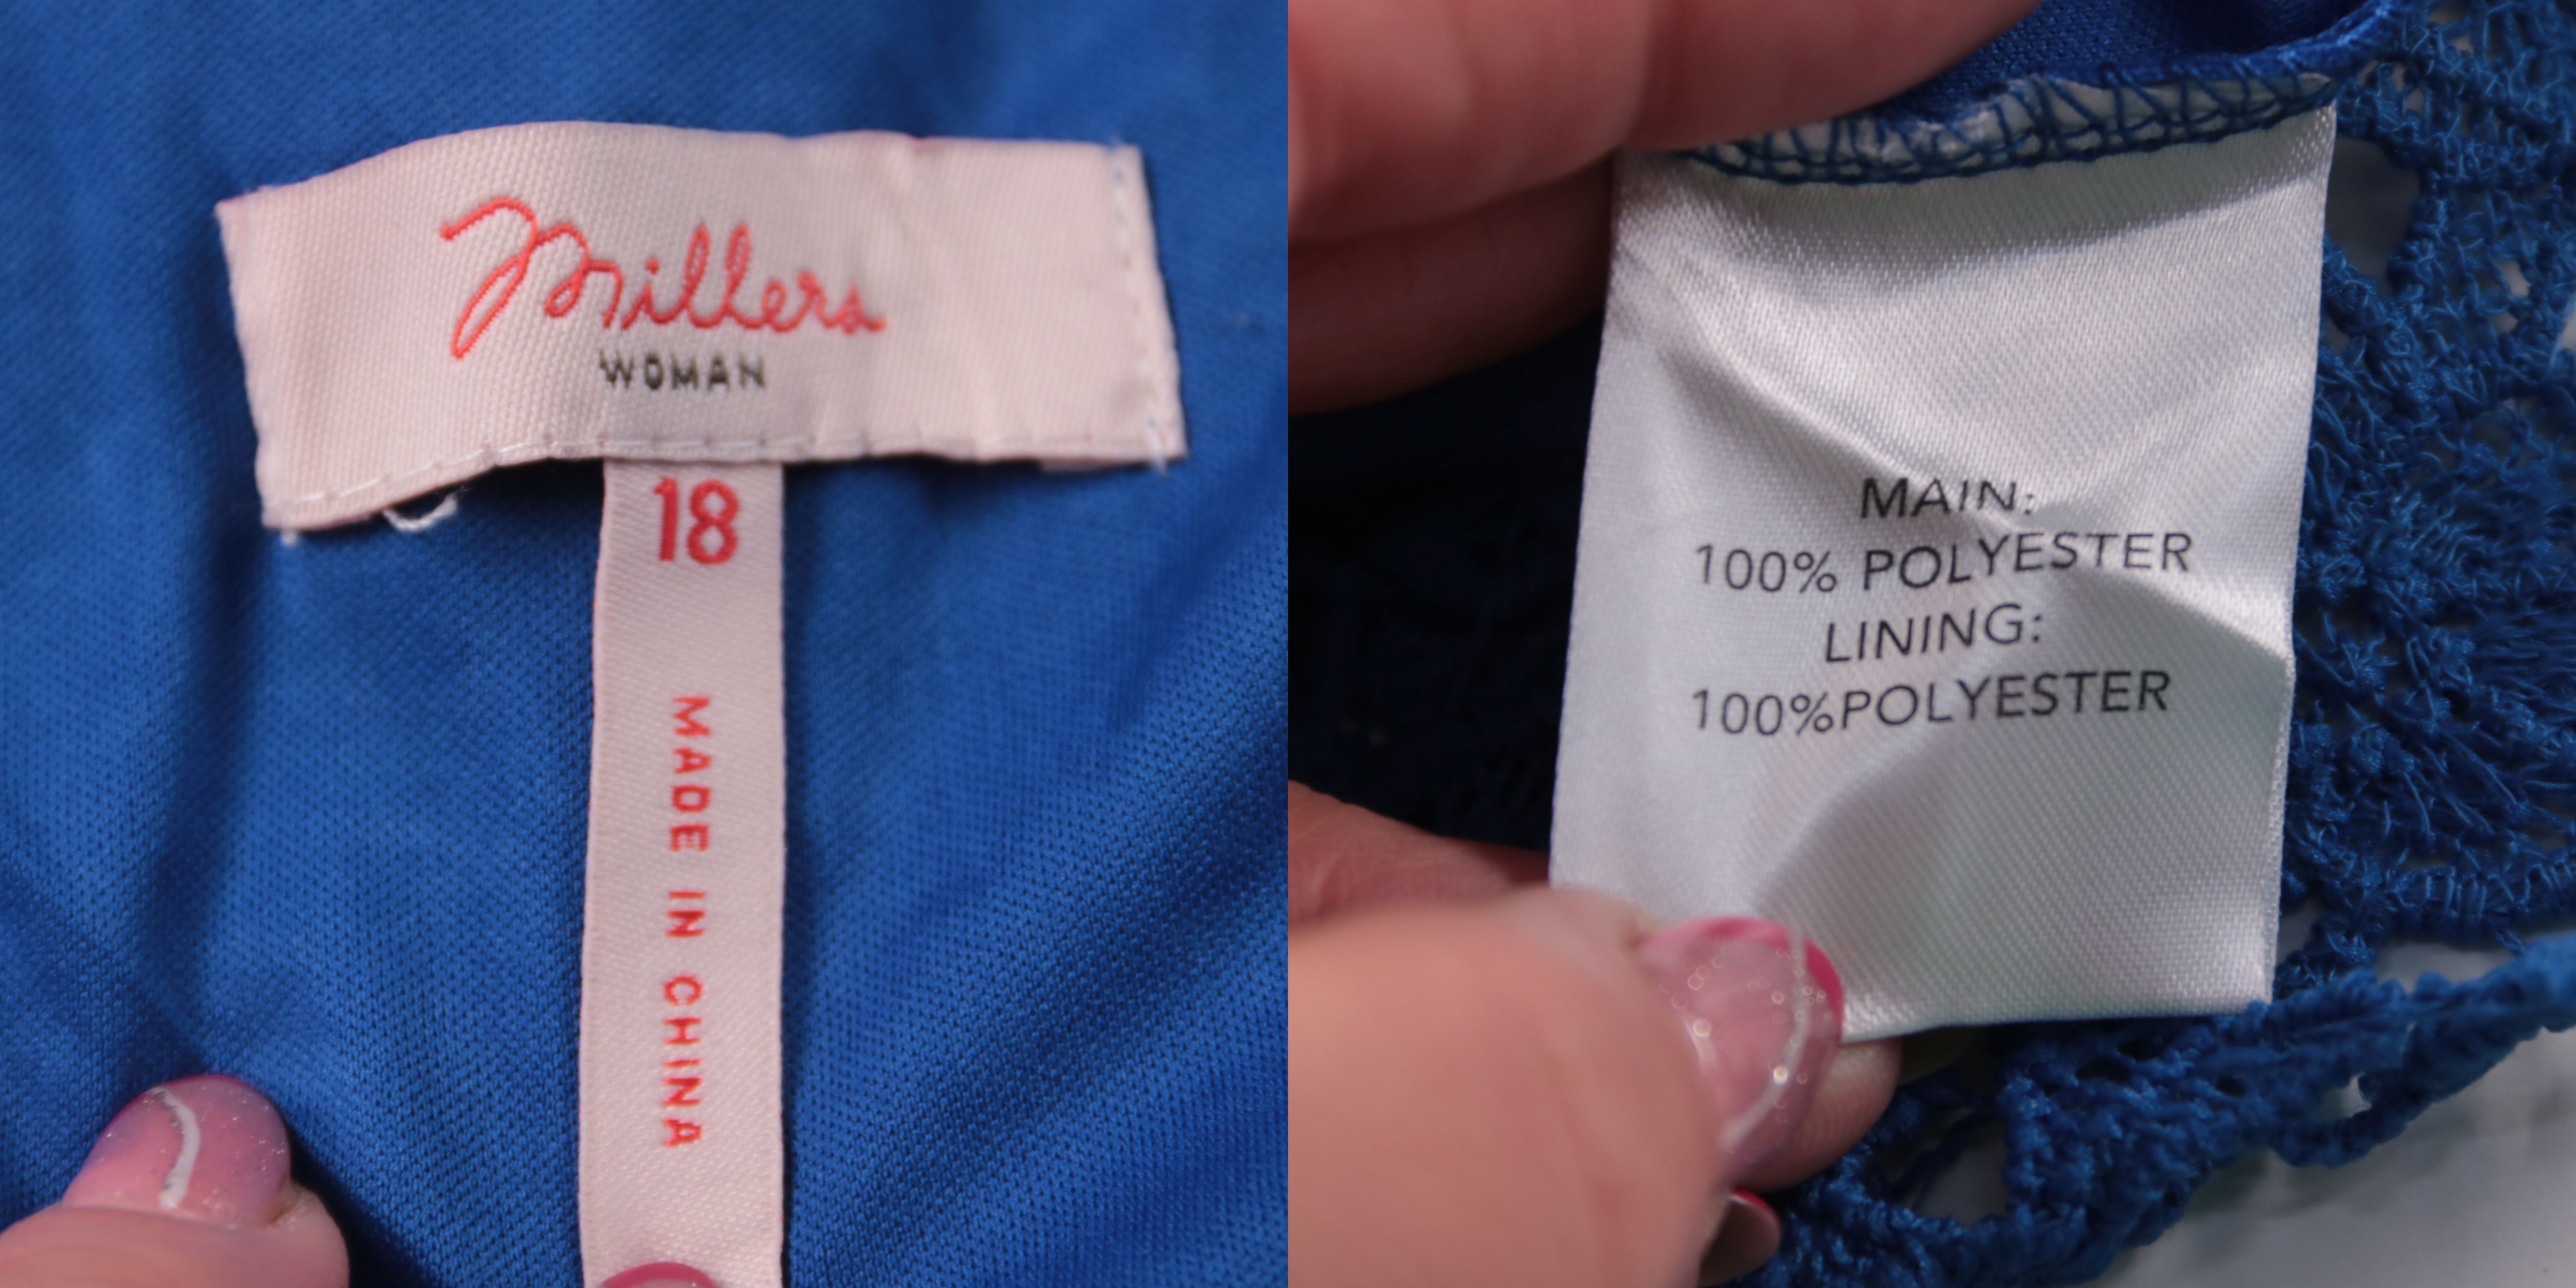 Millers
WOMAN
18
MADE IN CHINA
MAIN:
100% POLYESTER
LINING:
100%POLYESTER